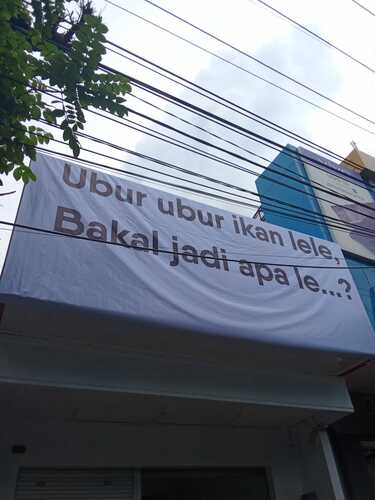 Ubur ubur ikan lele,
Bakal jadi apa le...?